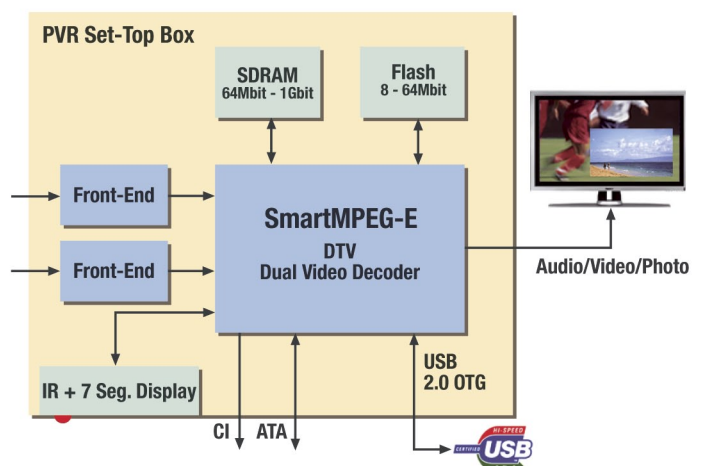 PVR Set-Top Box
SDRAM
64Mbit - 1Gbit
Flash
8 - 64Mbit
Front-End
SmartMPEG-E
DTV
Dual Video Decoder
Front-End
Audio/Video/Photo
IR + 7 Seg. Display
USB
2.0 OTG
CI
ATA
HI-SPEED
CERTIFIED
USB